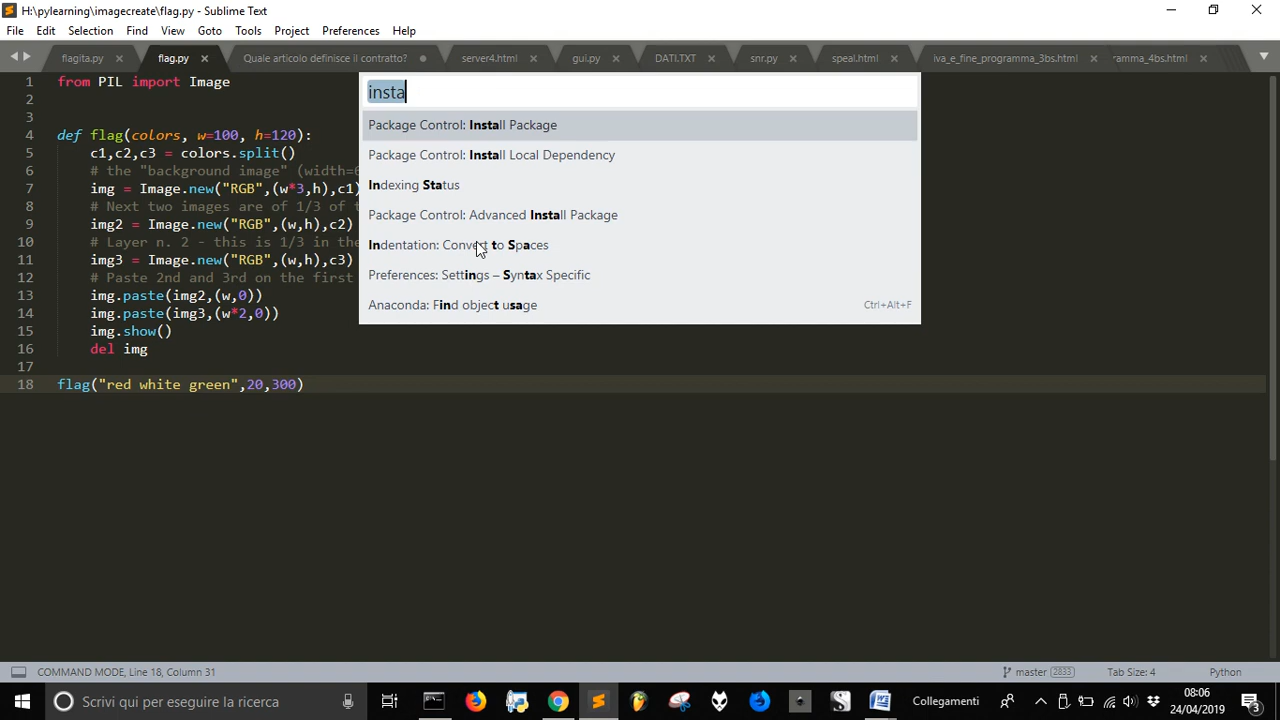 H:\pylearning\imagecreate\flag.py - Sublime Text
File Edit Selection Find View Goto Tools Project Preferences Help
flagita.py flag.py Quale articolo definisce il contratto? server4.html gui.py DATI.TXT snr.py speal.html iva_e_fine_programma_3bs.html ramma_4bs.html
insta
Package Control: Install Package
Package Control: Install Local Dependency
Indexing Status
Package Control: Advanced Install Package
Indentation: Convert to Spaces
Preferences: Settings – Syntax Specific
Anaconda: Find object usage Ctrl+Alt+F
1 from PIL import Image
2
3
4 def flag(colors, w=100, h=120):
5 c1,c2,c3 = colors.split()
6 # the "background image" (width=6
7 img = Image.new("RGB",(w*3,h),c1)
8 # Next two images are of 1/3 of t
9 img2 = Image.new("RGB",(w,h),c2)
10 # Layer n. 2 - this is 1/3 in the
11 img3 = Image.new("RGB",(w,h),c3)
12 # Paste 2nd and 3rd on the first
13 img.paste(img2,(w,0))
14 img.paste(img3,(w*2,0))
15 img.show()
16 del img
17
18 flag("red white green",20,300)
COMMAND MODE, Line 18, Column 31 master 2833 Tab Size: 4 Python
Scrivi qui per eseguire la ricerca Collegamenti 08:06
24/04/2019 3